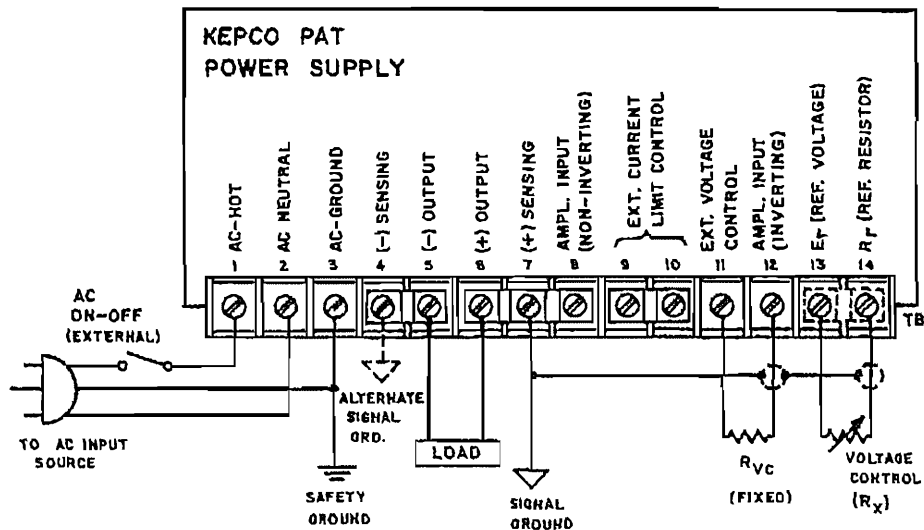 KEPCO PAT
POWER SUPPLY
AC-HOT
AC NEUTRAL
AC-GROUND
(-) SENSING
(-) OUTPUT
(+) OUTPUT
(+) SENSING
AMPL. INPUT
(NON-INVERTING)
EXT. CURRENT
LIMIT CONTROL
EXT. VOLTAGE
CONTROL
AMPL. INPUT
(INVERTING)
Er (REF. VOLTAGE)
Rr (REF. RESISTOR)
1 2 3 4 5 6 7 8 9 10 11 12 13 14
TB
AC
ON-OFF
(EXTERNAL)
TO AC INPUT
SOURCE
SAFETY
GROUND
ALTERNATE
SIGNAL
GRD.
LOAD
SIGNAL
GROUND
RVC
(FIXED)
VOLTAGE
CONTROL
(RX)